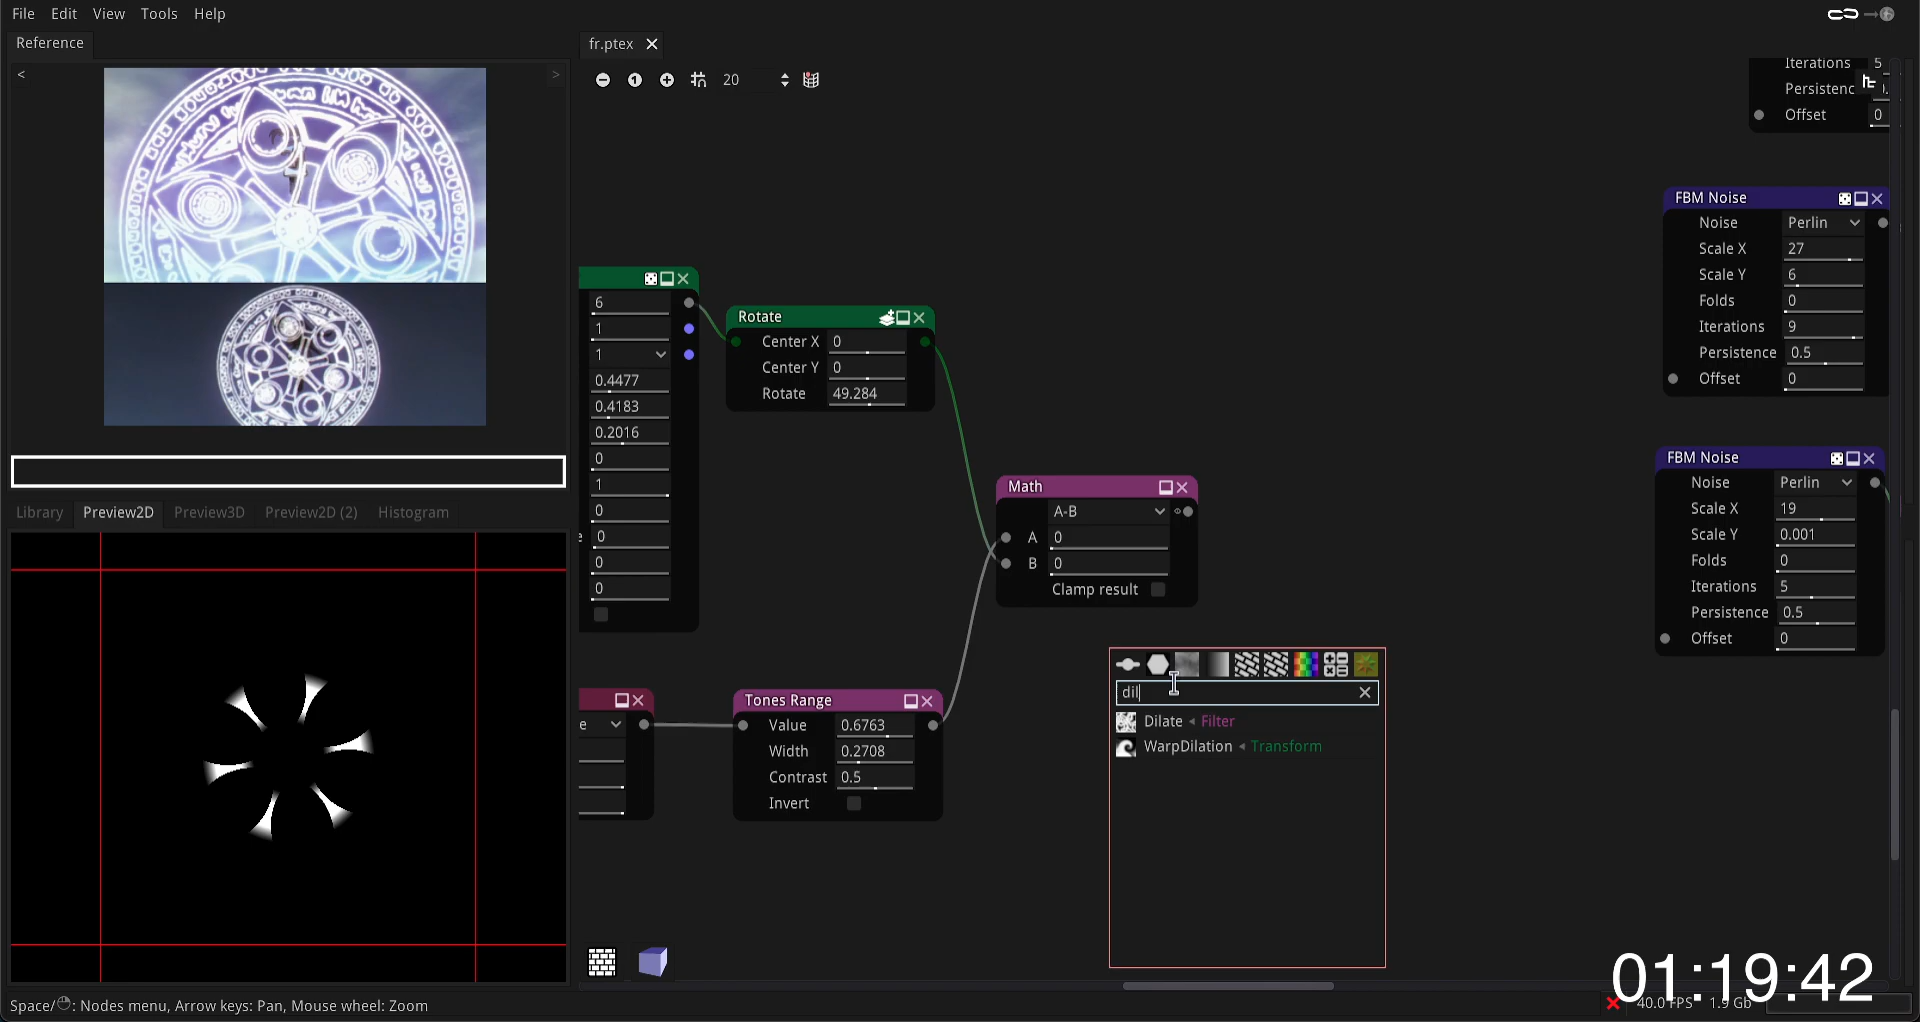 File Edit View Tools Help
Reference
<
>
fr.ptex
20
Iterations 5
Persistenc
Offset 0
FBM Noise
Noise Perlin
Scale X 27
Scale Y 6
Folds 0
Iterations 9
Persistence 0.5
Offset 0
6
1
1
0.4477
0.4183
0.2016
0
1
0
e 0
0
0
Rotate
Center X 0
Center Y 0
Rotate 49.284
Math
A-B
A 0
B 0
Clamp result
FBM Noise
Noise Perlin
Scale X 19
Scale Y 0.001
Folds 0
Iterations 5
Persistence 0.5
Offset 0
Library Preview2D Preview3D Preview2D (2) Histogram
e
Tones Range
Value 0.6763
Width 0.2708
Contrast 0.5
Invert
dil
Dilate Filter
WarpDilation Transform
01:19:42
Space/ : Nodes menu, Arrow keys: Pan, Mouse wheel: Zoom
40.0 FPS 1.9 Gb